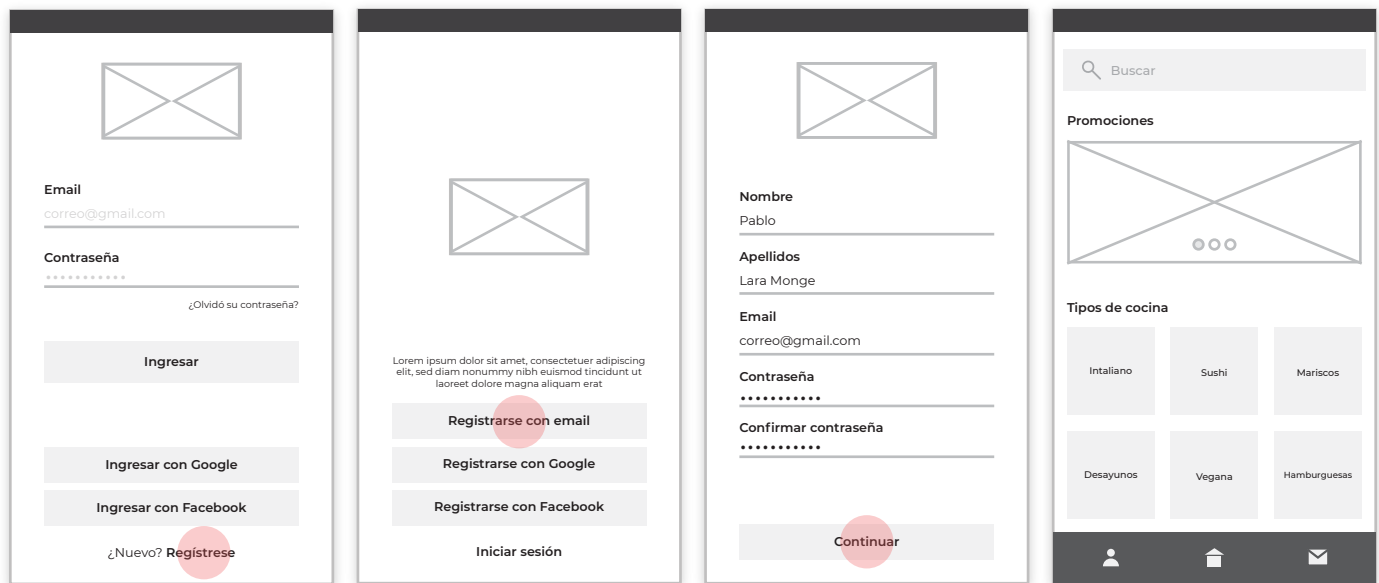 Email
correo@gmail.com
Contraseña
¿Olvidó su contraseña?
Ingresar
Ingresar con Google
Ingresar con Facebook
¿Nuevo? Regístrese
Lorem ipsum dolor sit amet, consectetuer adipiscing
elit, sed diam nonummy nibh euismod tincidunt ut
laoreet dolore magna aliquam erat
Registrarse con email
Registrarse con Google
Registrarse con Facebook
Iniciar sesión
Nombre
Pablo
Apellidos
Lara Monge
Email
correo@gmail.com
Contraseña
Confirmar contraseña
Continuar
Buscar
Promociones
Tipos de cocina
Intaliano
Sushi
Mariscos
Desayunos
Vegana
Hamburguesas